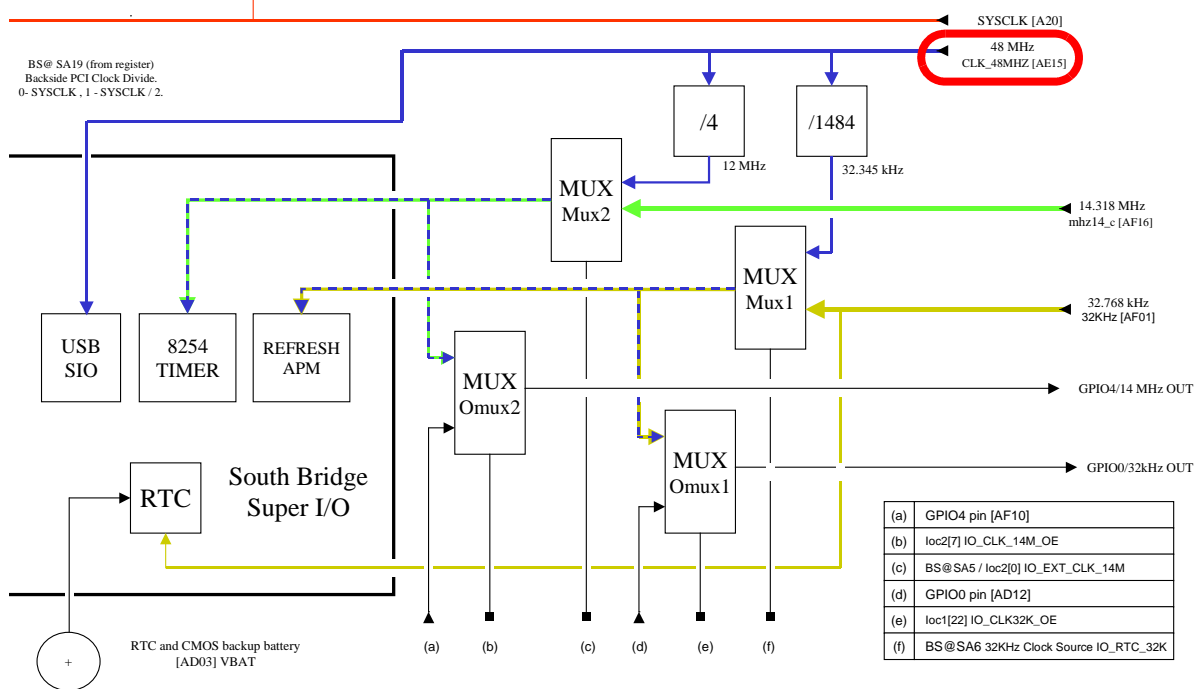 SYSCLK [A20]
48 MHz
CLK_48MHZ [AE15]
BS@ SA19 (from register)
Backside PCI Clock Divide.
0- SYSCLK , 1 - SYSCLK / 2.
/4
/1484
12 MHz
32.345 kHz
MUX
Mux2
14.318 MHz
mhz14_c [AF16]
MUX
Mux1
32.768 kHz
32KHz [AF01]
USB
SIO
8254
TIMER
REFRESH
APM
MUX
Omux2
GPIO4/14 MHz OUT
MUX
Omux1
GPIO0/32kHz OUT
RTC
South Bridge
Super I/O
(a) GPIO4 pin [AF10]
(b) Ioc2[7] IO_CLK_14M_OE
(c) BS@SA5 / Ioc2[0] IO_EXT_CLK_14M
(d) GPIO0 pin [AD12]
(e) Ioc1[22] IO_CLK32K_OE
(f) BS@SA6 32KHz Clock Source IO_RTC_32K
+
RTC and CMOS backup battery
[AD03] VBAT
(a) (b) (c) (d) (e) (f)